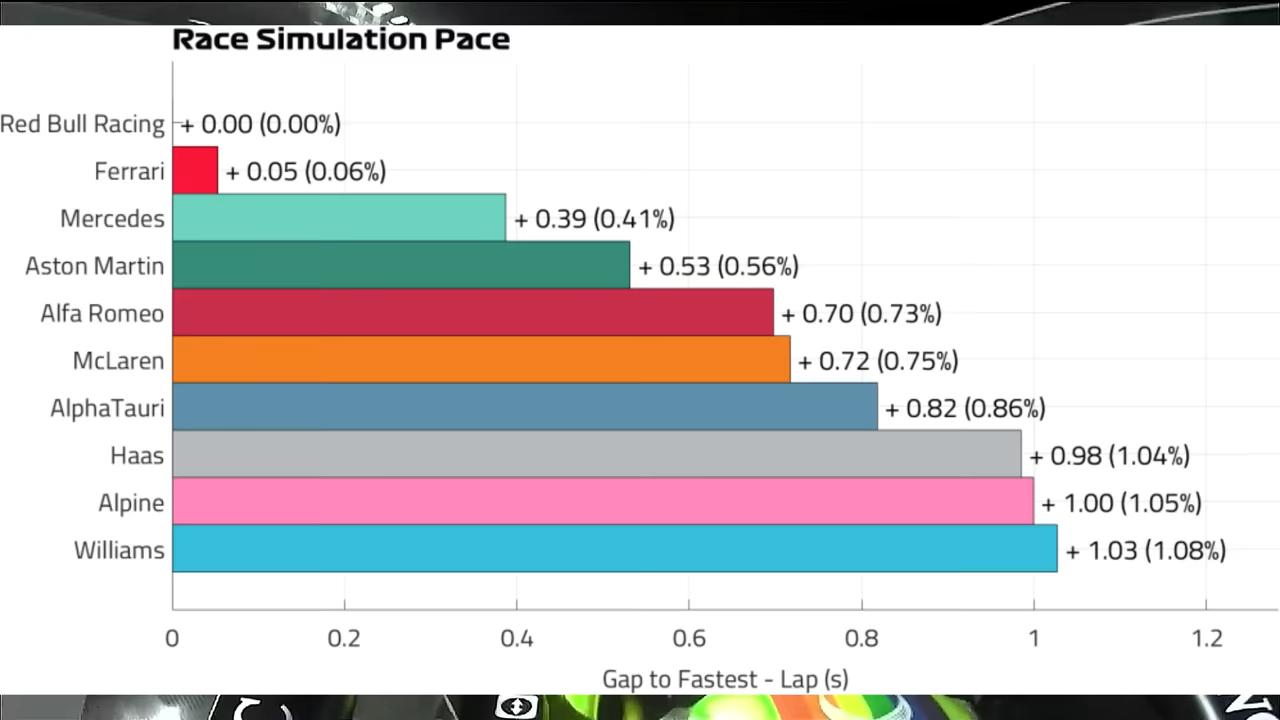 Race Simulation Pace
Red Bull Racing + 0.00 (0.00%)
Ferrari + 0.05 (0.06%)
Mercedes + 0.39 (0.41%)
Aston Martin + 0.53 (0.56%)
Alfa Romeo + 0.70 (0.73%)
McLaren + 0.72 (0.75%)
AlphaTauri + 0.82 (0.86%)
Haas + 0.98 (1.04%)
Alpine + 1.00 (1.05%)
Williams + 1.03 (1.08%)
0 0.2 0.4 0.6 0.8 1 1.2
Gap to Fastest - Lap (s)